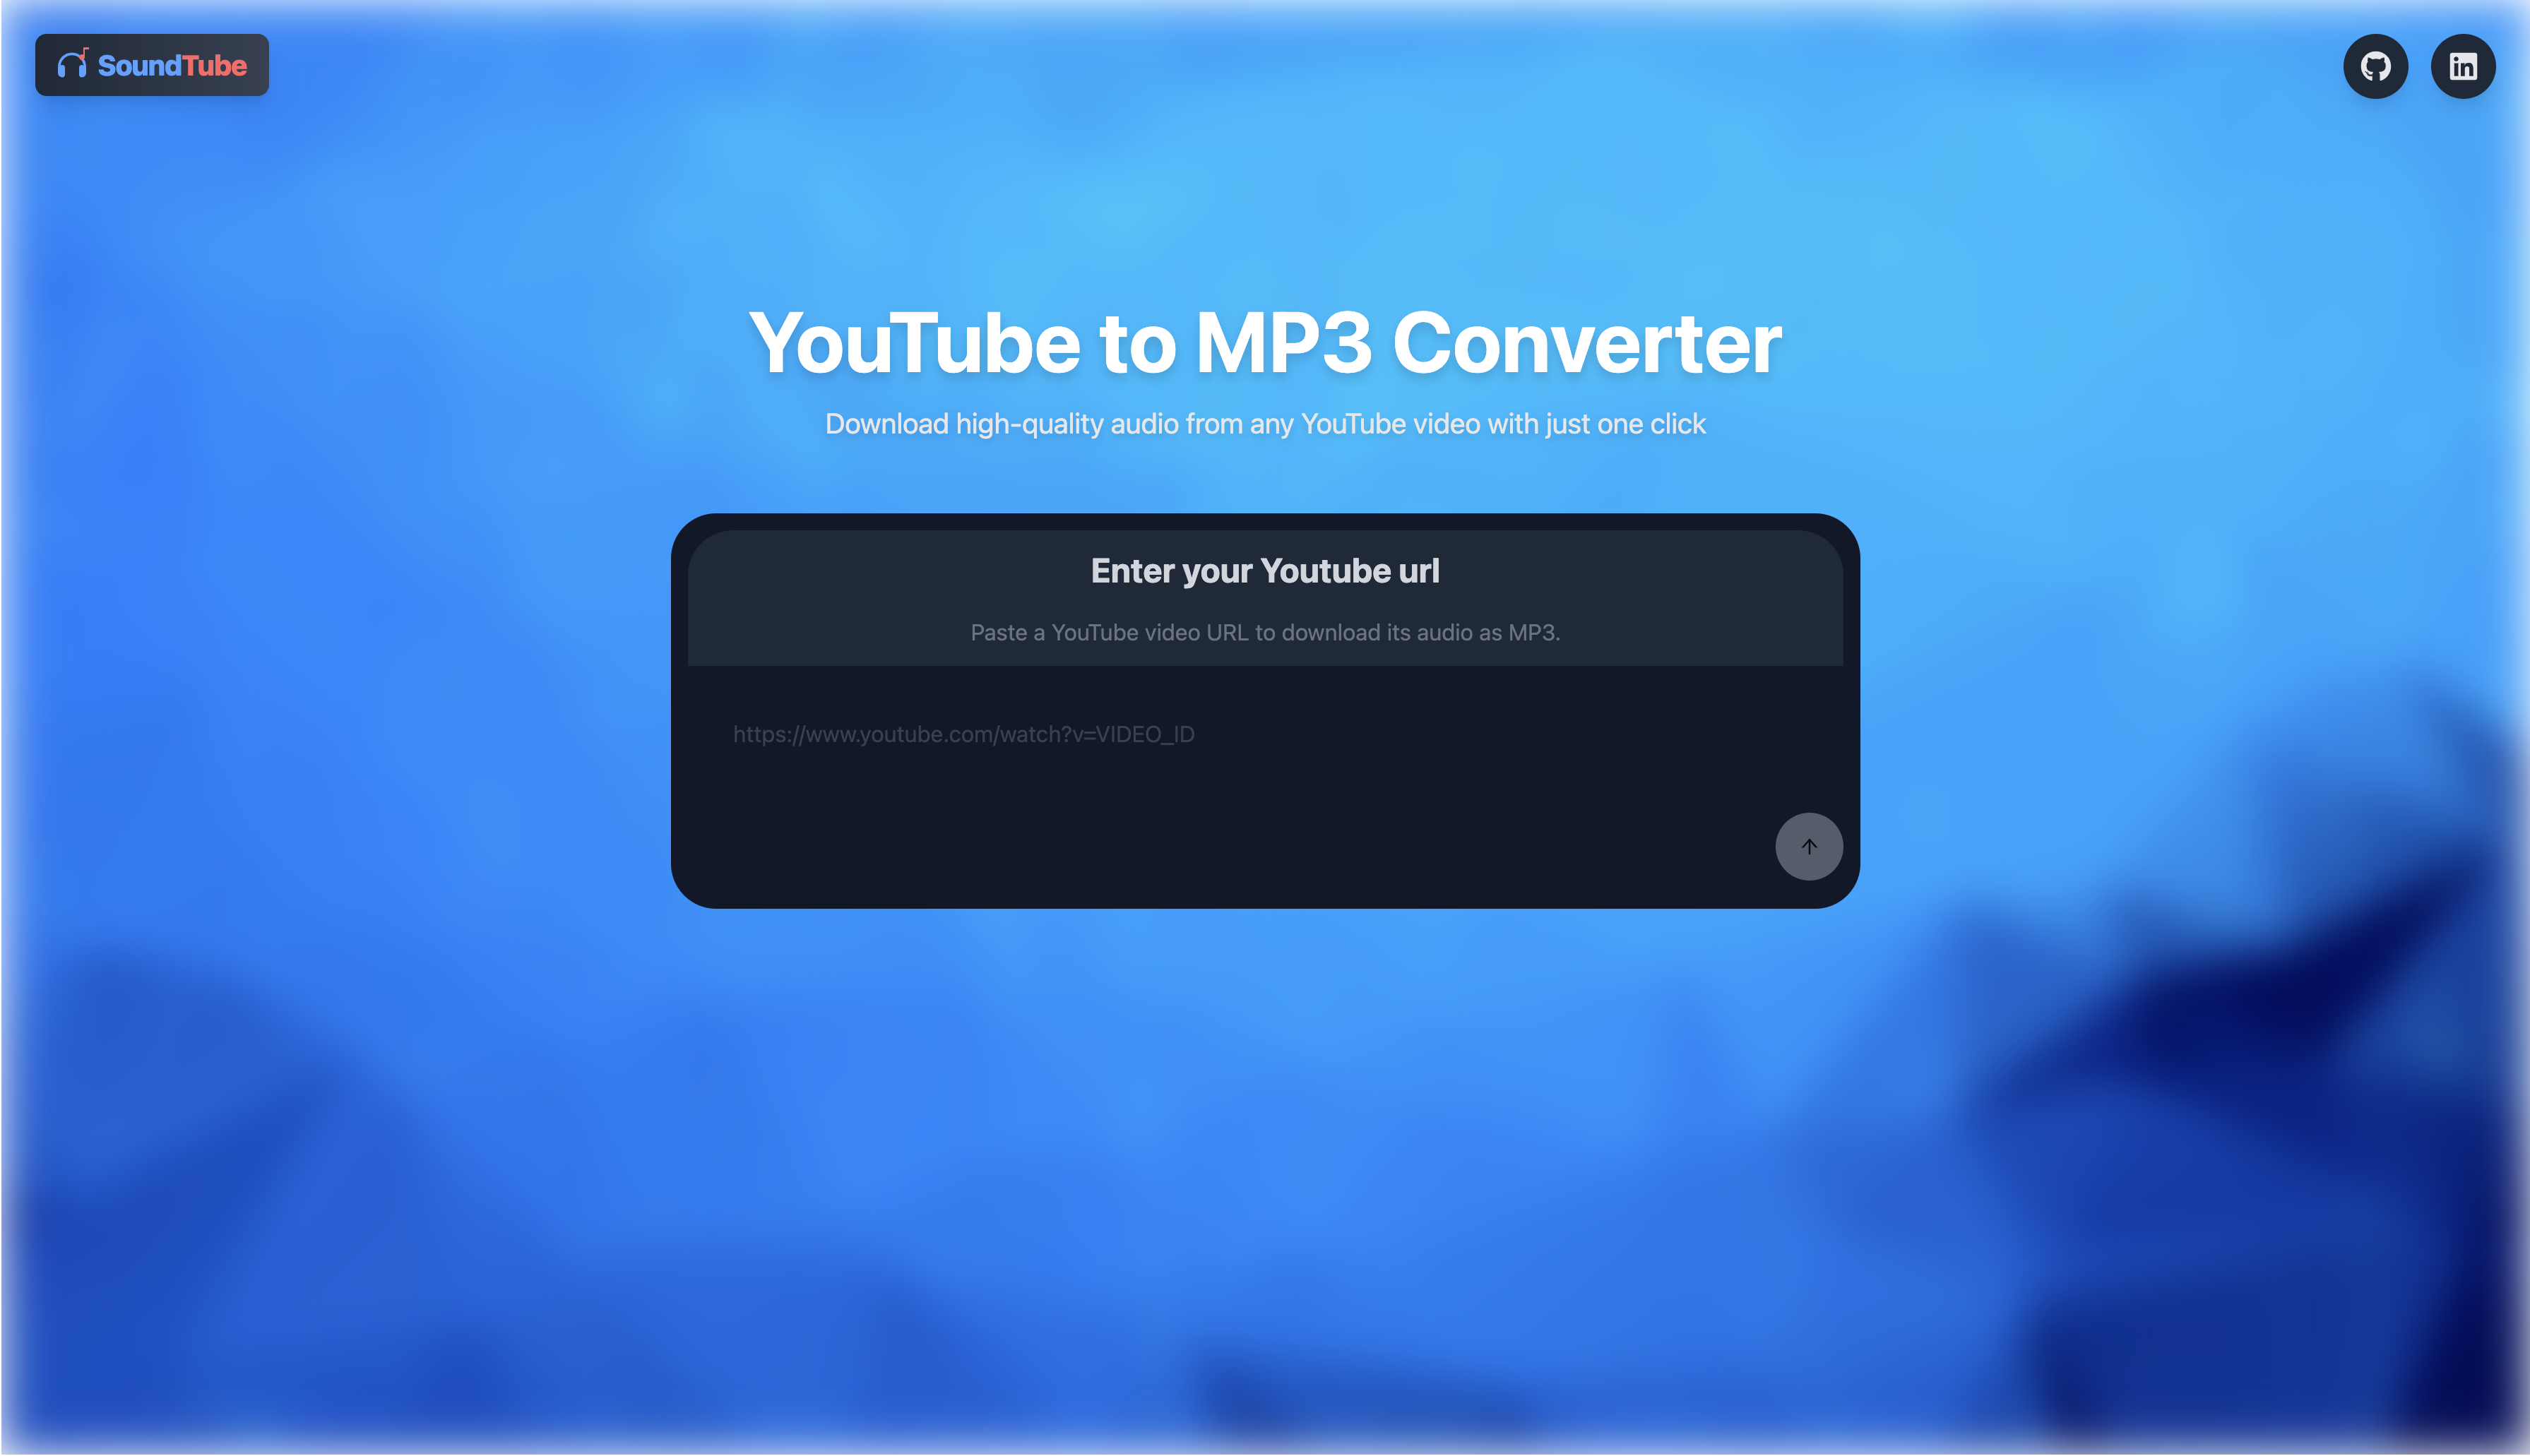 SoundTube
YouTube to MP3 Converter
Download high-quality audio from any YouTube video with just one click
Enter your Youtube url
Paste a YouTube video URL to download its audio as MP3.
https://www.youtube.com/watch?v=VIDEO_ID